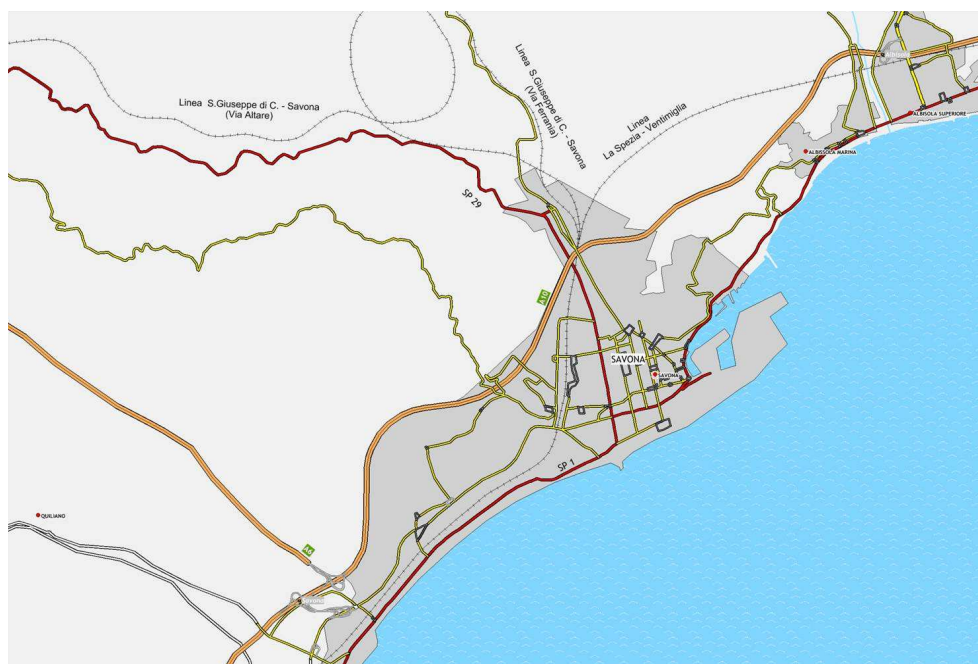 Linea S.Giuseppe di C. - Savona
(Via Altare)
Linea S.Giuseppe di C. - Savona
(Via Ferrania)
Linea
La Spezia - Ventimiglia
ALBISOLA SUPERIORE
ALBISSOLA MARINA
SP 29
A10
SAVONA
SAVONA
SP 1
QUILIANO
A6